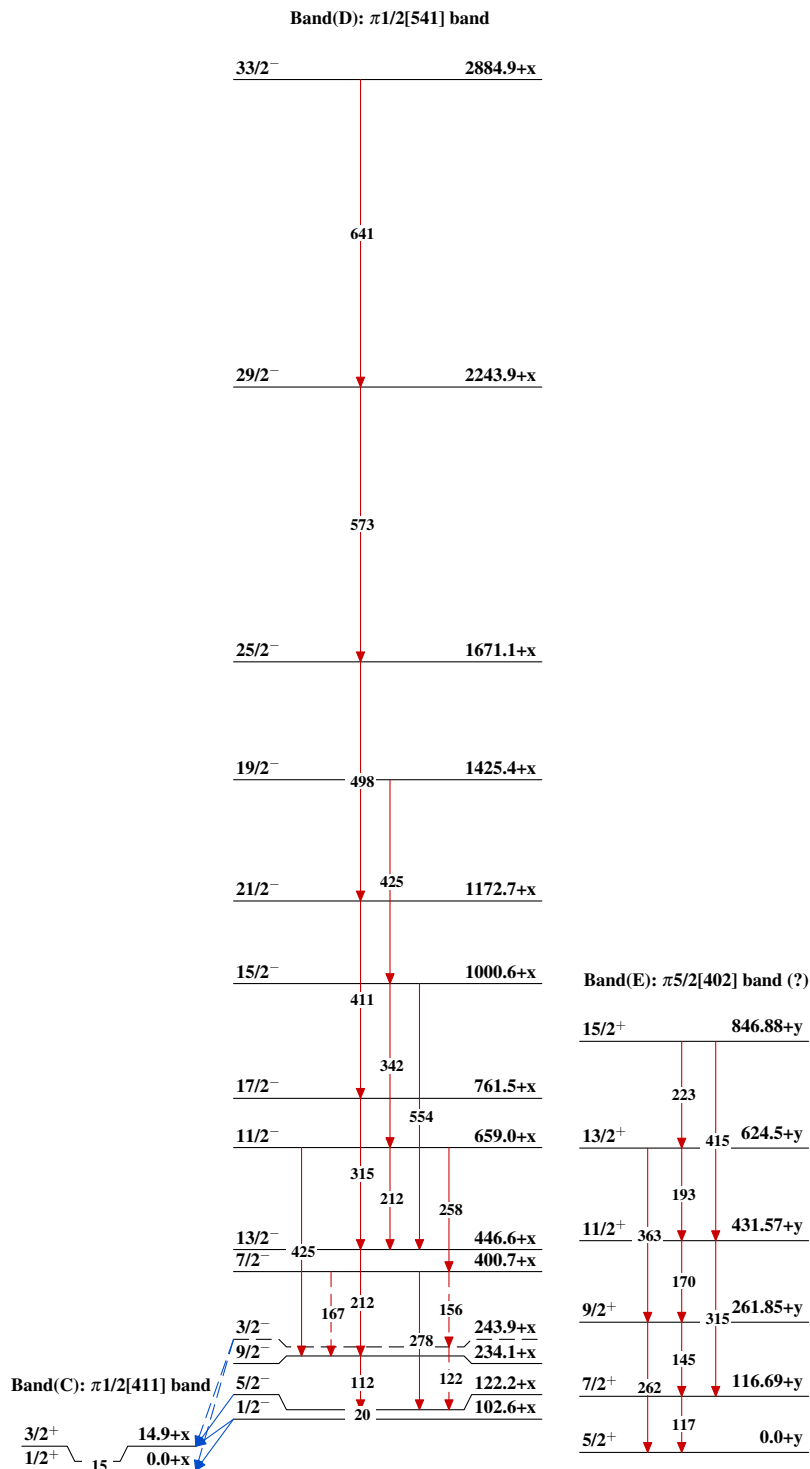 Band(D): π1/2[541] band
33/2⁻ 2884.9+x
641
29/2⁻ 2243.9+x
573
25/2⁻ 1671.1+x
19/2⁻ 1425.4+x
498
425
21/2⁻ 1172.7+x
15/2⁻ 1000.6+x
411
342
17/2⁻ 761.5+x
554
11/2⁻ 659.0+x
315
212
258
13/2⁻ 446.6+x
425
7/2⁻ 400.7+x
167
212
156
3/2⁻ 243.9+x
278
9/2⁻ 234.1+x
112
122
5/2⁻ 122.2+x
1/2⁻ 102.6+x
20
Band(C): π1/2[411] band
3/2⁺ 14.9+x
1/2⁺ 0.0+x
15
Band(E): π5/2[402] band (?)
15/2⁺ 846.88+y
223
415
13/2⁺ 624.5+y
193
363
11/2⁺ 431.57+y
170
9/2⁺ 261.85+y
315
145
262
7/2⁺ 116.69+y
117
5/2⁺ 0.0+y